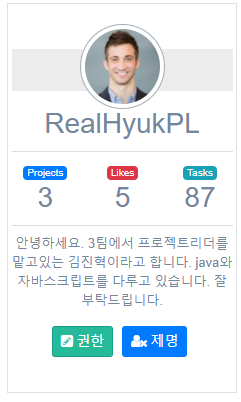 RealHyukPL
Projects Likes Tasks
3 5 87
안녕하세요. 3팀에서 프로젝트리더를
맡고있는 김진혁이라고 합니다. java와
자바스크립트를 다루고 있습니다. 잘
부탁드립니다.
권한 제명